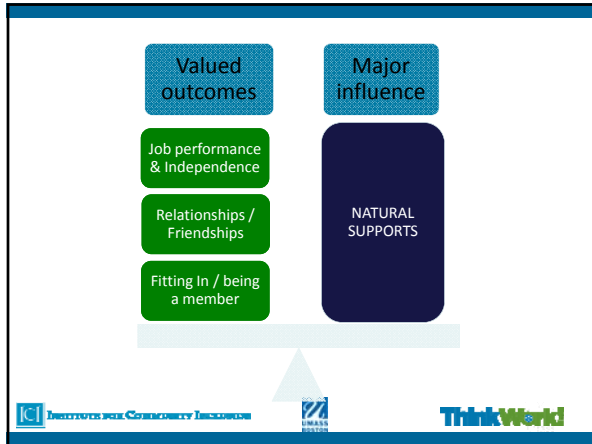 Valued
outcomes
Major
influence
Job performance
& Independence
Relationships /
Friendships
Fitting In / being
a member
NATURAL
SUPPORTS
ICI INSTITUTE FOR COMMUNITY INCLUSION
UMASS
BOSTON
ThinkWork!